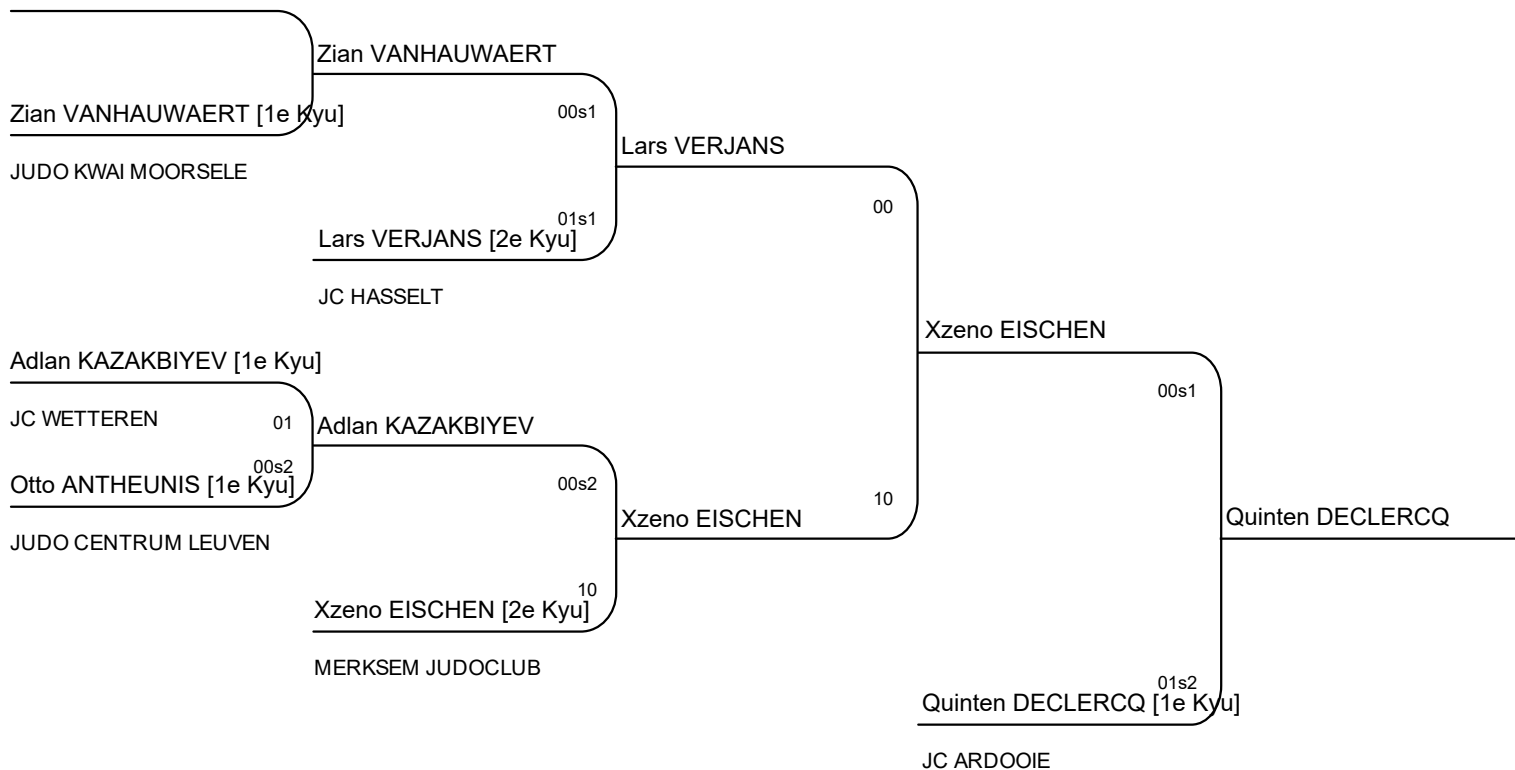 Zian VANHAUWAERT
Zian VANHAUWAERT [1e Kyu]
00s1
Lars VERJANS
JUDO KWAI MOORSELE
00
01s1
Lars VERJANS [2e Kyu]
JC HASSELT
Xzeno EISCHEN
Adlan KAZAKBIYEV [1e Kyu]
00s1
JC WETTEREN
01
Adlan KAZAKBIYEV
00s2
Otto ANTHEUNIS [1e Kyu]
00s2
10
Xzeno EISCHEN
Quinten DECLERCQ
JUDO CENTRUM LEUVEN
10
Xzeno EISCHEN [2e Kyu]
MERKSEM JUDOCLUB
01s2
Quinten DECLERCQ [1e Kyu]
JC ARDOOIE